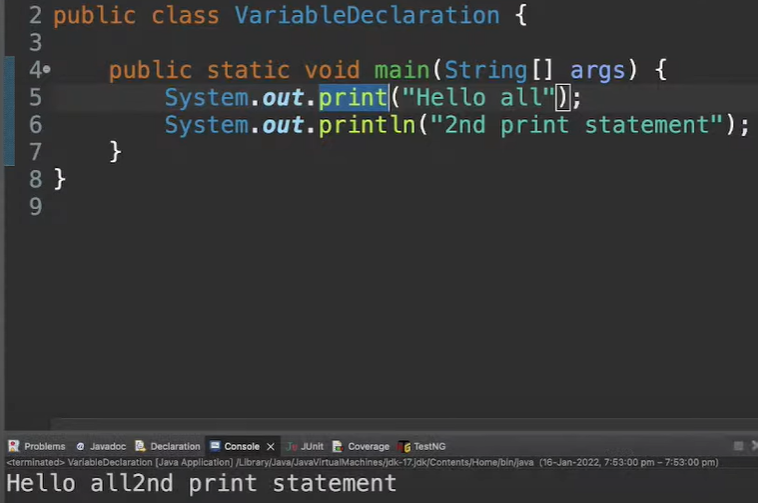 2 public class VariableDeclaration {
3
4 public static void main(String[] args) {
5 System.out.print("Hello all");
6 System.out.println("2nd print statement");
7 }
8 }
9
Problems Javadoc Declaration Console JUnit Coverage TestNG
<terminated> VariableDeclaration [Java Application] /Library/Java/JavaVirtualMachines/jdk-17.jdk/Contents/Home/bin/java (16-Jan-2022, 7:53:00 pm – 7:53:00 pm)
Hello all2nd print statement